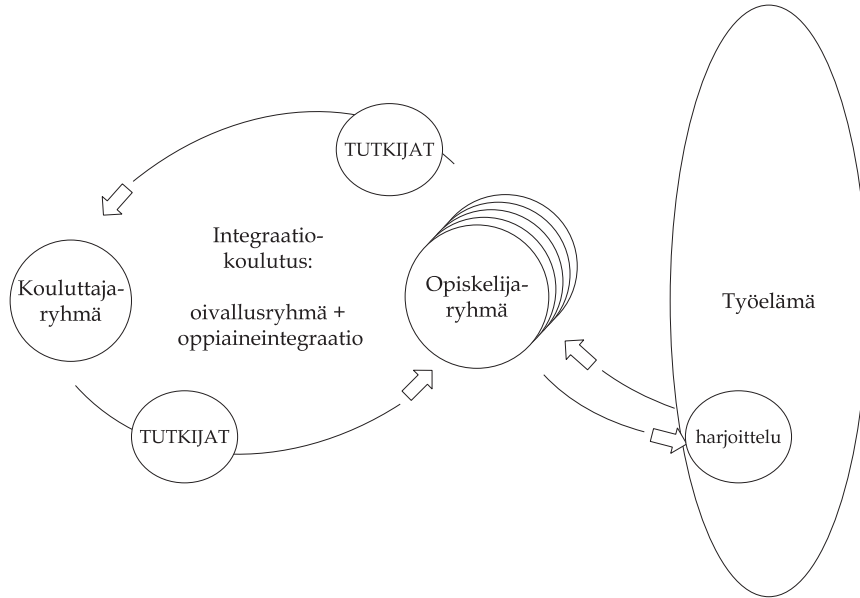 TUTKIJAT
Integraatio-
koulutus:
oivallusryhmä +
oppiaineintegraatio
Kouluttaja-
ryhmä
Opiskelija-
ryhmä
Työelämä
TUTKIJAT
harjoittelu